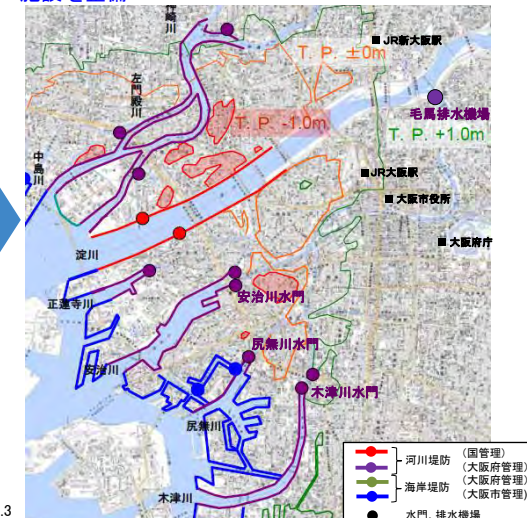 ■ JR新大阪駅
T. P. ±0m
左門殿川
毛馬排水機場
T. P. -1.0m
T. P. +1.0m
中島川
■ JR大阪駅
■ 大阪市役所
■ 大阪府庁
淀川
正蓮寺川
安治川水門
安治川
尻無川水門
木津川水門
尻無川
木津川
河川堤防 (国管理)
(大阪府管理)
海岸堤防 (大阪府管理)
(大阪市管理)
水門、排水機場
.3